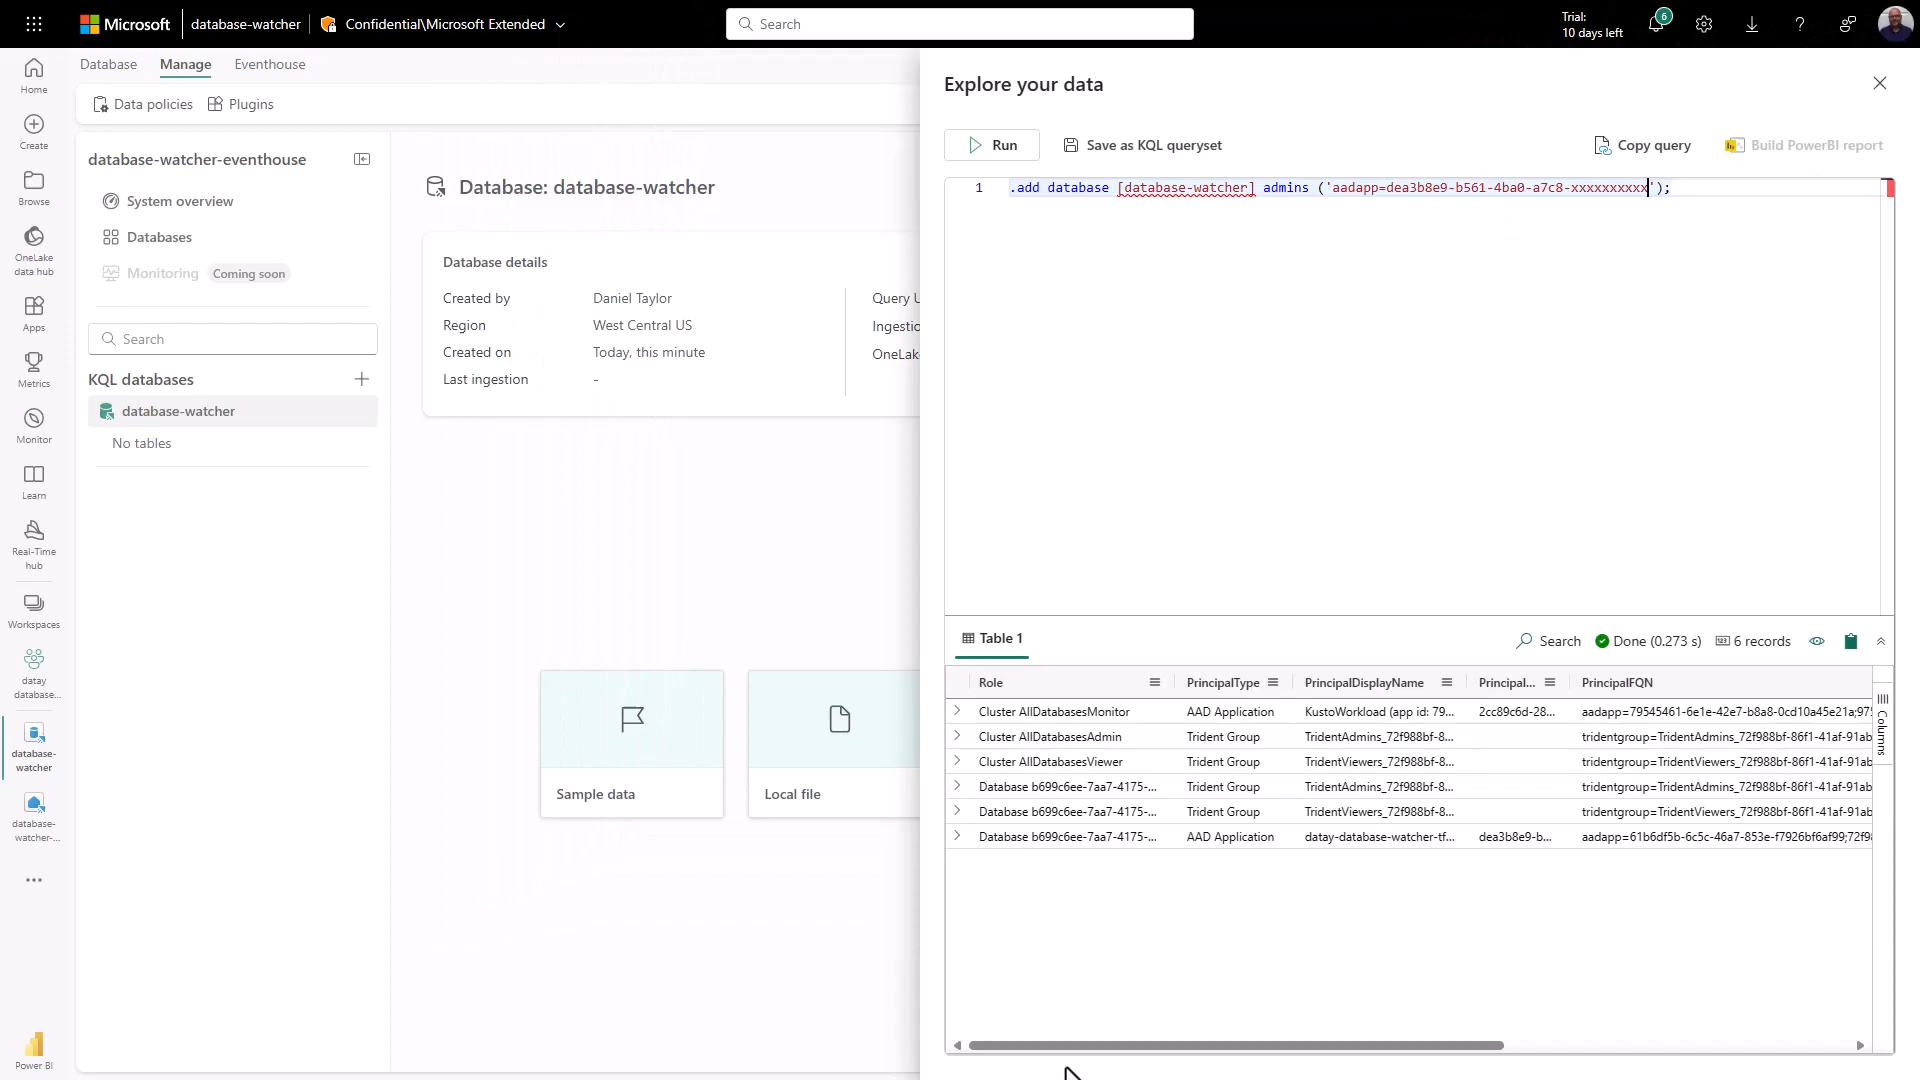 Microsoft
database-watcher
Confidential\Microsoft Extended
Search
Trial:
10 days left
6
Home
Create
Browse
OneLake
data hub
Apps
Metrics
Monitor
Learn
Real-Time
hub
Workspaces
datay
database...
database-
watcher
database-
watcher-...
Power BI
Database
Manage
Eventhouse
Data policies
Plugins
database-watcher-eventhouse
System overview
Databases
Monitoring
Coming soon
Search
KQL databases
database-watcher
No tables
Database: database-watcher
Database details
Created by
Daniel Taylor
Region
West Central US
Created on
Today, this minute
Last ingestion
-
Query U
Ingestio
OneLak
Sample data
Local file
Explore your data
Run
Save as KQL queryset
Copy query
Build PowerBI report
1
.add database [database-watcher] admins ('aadapp=dea3b8e9-b561-4ba0-a7c8-xxxxxxxxxx');
Table 1
Search
Done (0.273 s)
6 records
Role PrincipalType PrincipalDisplayName Principal... PrincipalFQN
Cluster AllDatabasesMonitor AAD Application KustoWorkload (app id: 79... 2cc89c6d-28... aadapp=79545461-6e1e-42e7-b8a8-0cd10a45e21a;975
Cluster AllDatabasesAdmin Trident Group TridentAdmins_72f988bf-8... tridentgroup=TridentAdmins_72f988bf-86f1-41af-91ab
Cluster AllDatabasesViewer Trident Group TridentViewers_72f988bf-8... tridentgroup=TridentViewers_72f988bf-86f1-41af-91ab
Database b699c6ee-7aa7-4175-... Trident Group TridentAdmins_72f988bf-8... tridentgroup=TridentAdmins_72f988bf-86f1-41af-91ab
Database b699c6ee-7aa7-4175-... Trident Group TridentViewers_72f988bf-8... tridentgroup=TridentViewers_72f988bf-86f1-41af-91ab
Database b699c6ee-7aa7-4175-... AAD Application datay-database-watcher-tf... dea3b8e9-b... aadapp=61b6df5b-6c5c-46a7-853e-f7926bf6af99;72f98
Columns